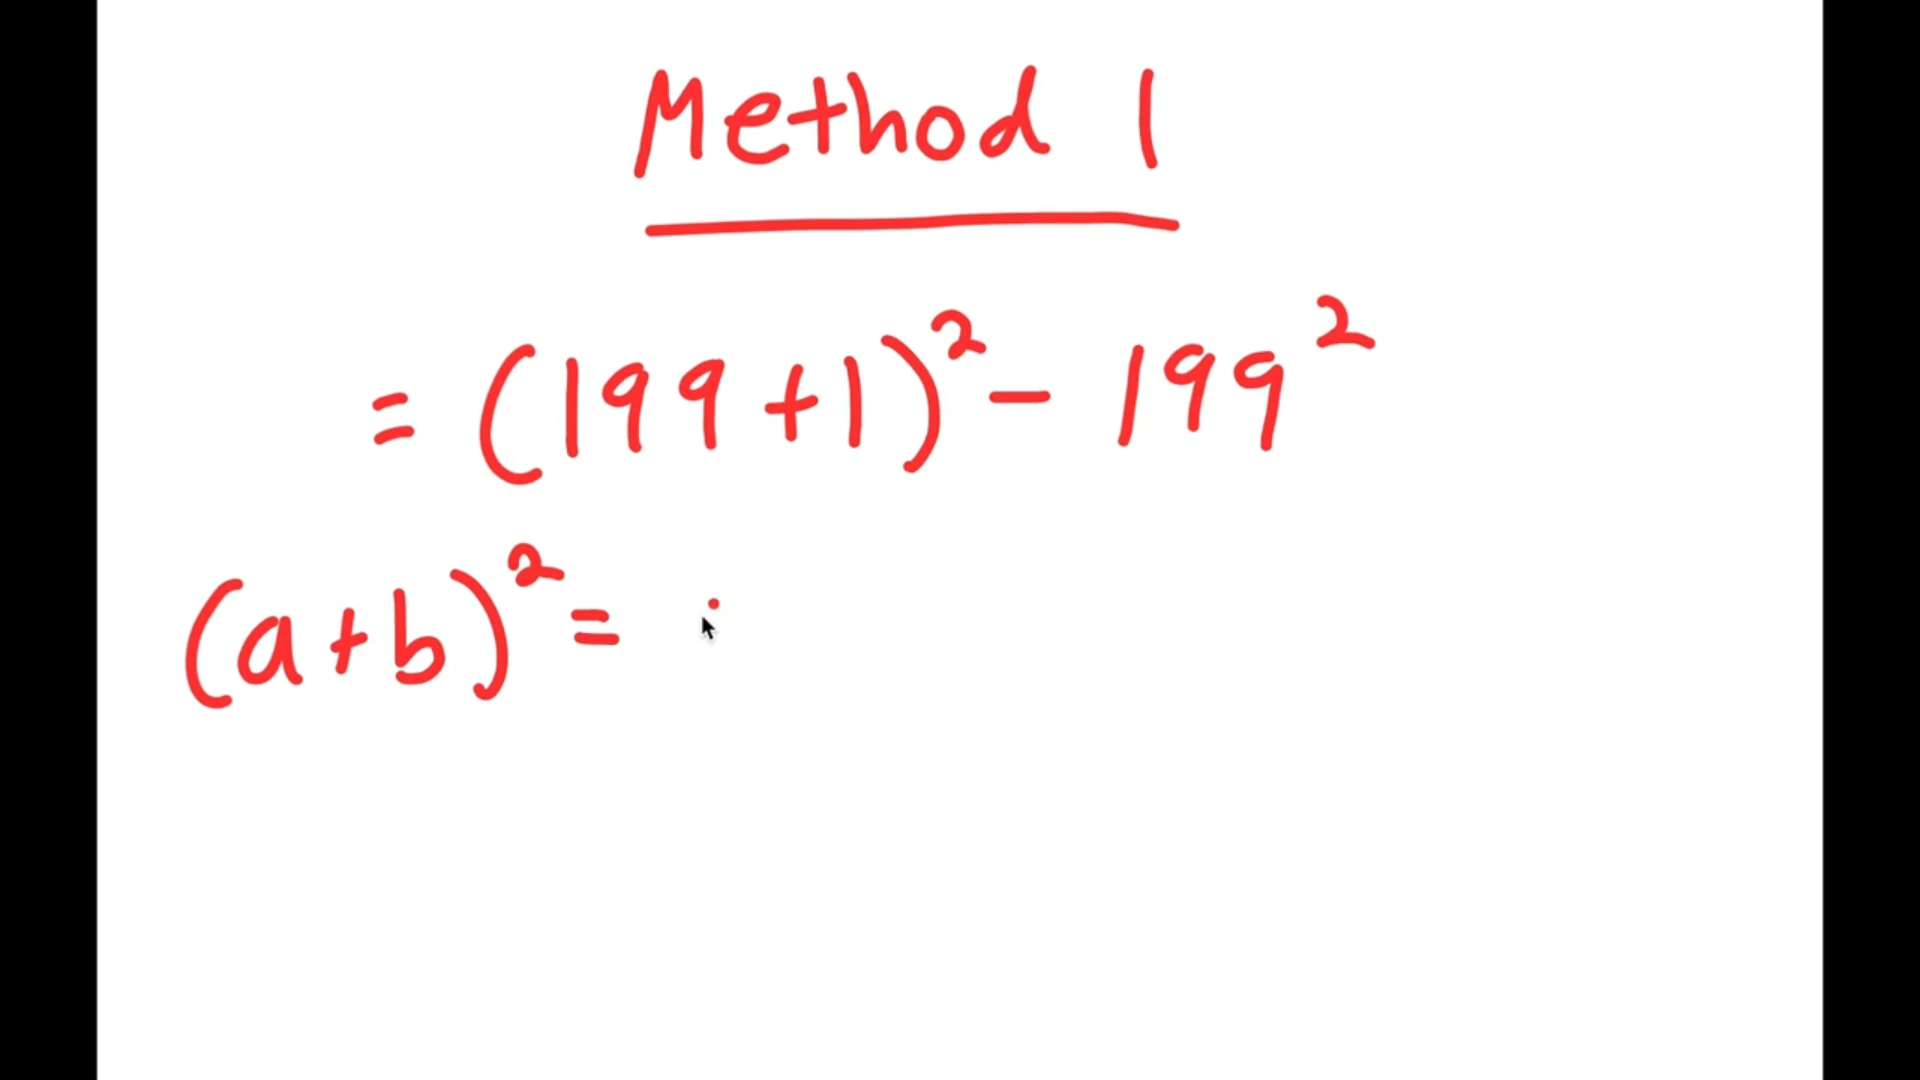 Method 1
= (199+1)² - 199²
(a+b)² =